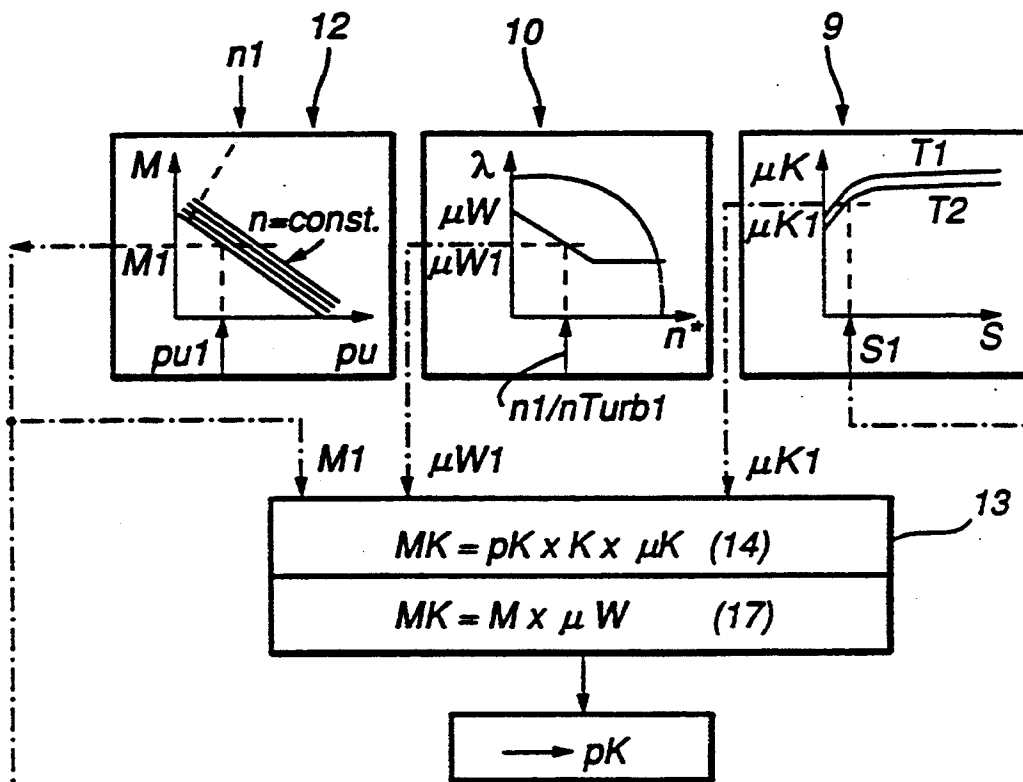 n1
12
10
9
M
n=const.
M1
pu1
pu
λ
μW
μW1
n*
n1/nTurb1
μK
μK1
T1
T2
S1
S
M1
μW1
μK1
13
MK = pK x K x μK (14)
MK = M x μ W (17)
pK